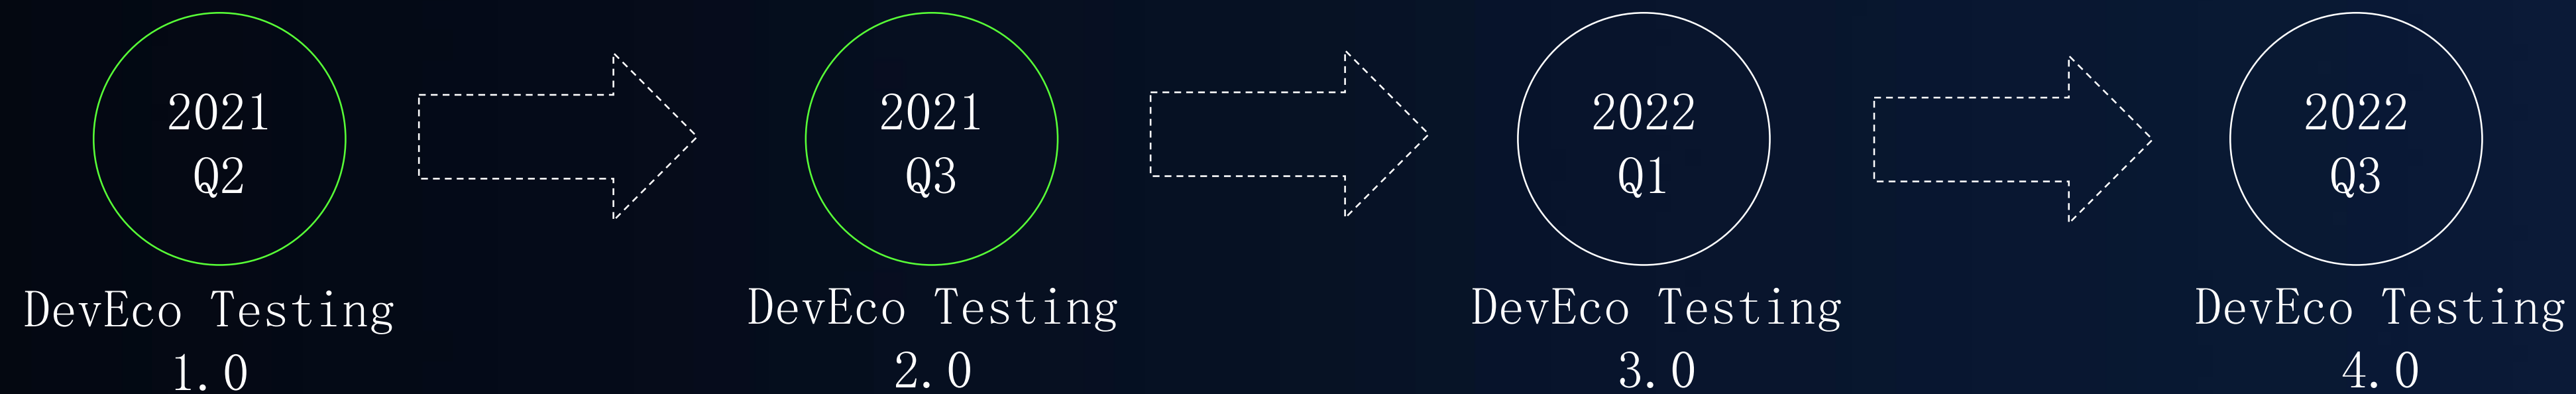 2021
Q2
DevEco Testing
1.0
2021
Q3
DevEco Testing
2.0
2022
Q1
DevEco Testing
3.0
2022
Q3
DevEco Testing
4.0